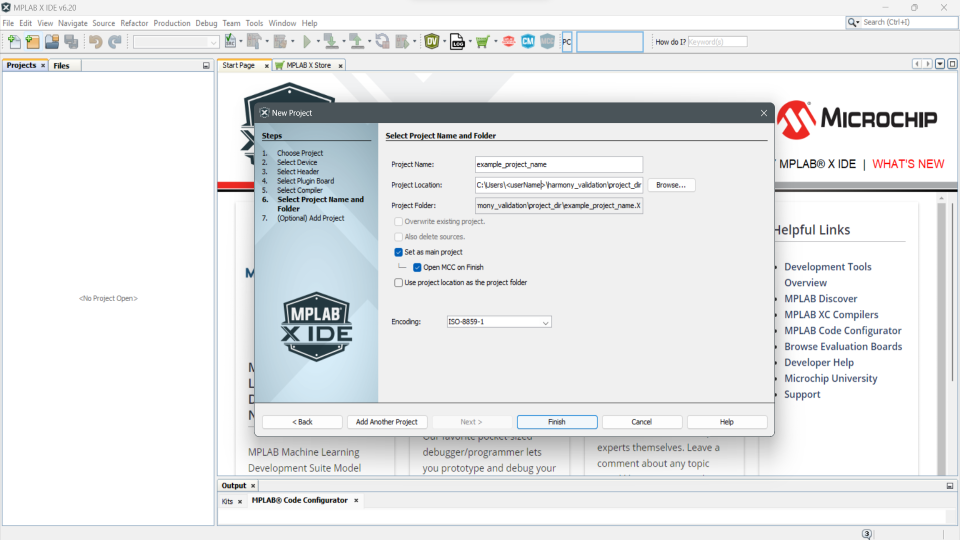 MPLAB X IDE v6.20
File Edit View Navigate Source Refactor Production Debug Team Tools Window Help
Search (Ctrl+I)
PC
How do I? Keyword(s)
Projects × Files
Start Page × MPLAB X Store ×
<No Project Open>
New Project
Steps
1. Choose Project
2. Select Device
3. Select Header
4. Select Plugin Board
5. Select Compiler
6. Select Project Name and
Folder
7. (Optional) Add Project
MPLAB®
X IDE
Select Project Name and Folder
Project Name: example_project_name
Project Location: C:\Users\<userName>\harmony_validation\project_dir Browse...
Project Folder: mony_validation\project_dir\example_project_name.X
Overwrite existing project.
Also delete sources.
Set as main project
Open MCC on Finish
Use project location as the project folder
Encoding: ISO-8859-1
< Back Add Another Project Next > Finish Cancel Help
MICROCHIP
MPLAB® X IDE | WHAT'S NEW
Helpful Links
Development Tools
Overview
MPLAB Discover
MPLAB XC Compilers
MPLAB Code Configurator
Browse Evaluation Boards
Developer Help
Microchip University
Support
MPLAB Machine Learning
Development Suite Model
Our favorite pocket-sized
debugger/programmer lets
you prototype and debug your
experts themselves. Leave a
comment about any topic
Output ×
Kits × MPLAB® Code Configurator ×
3